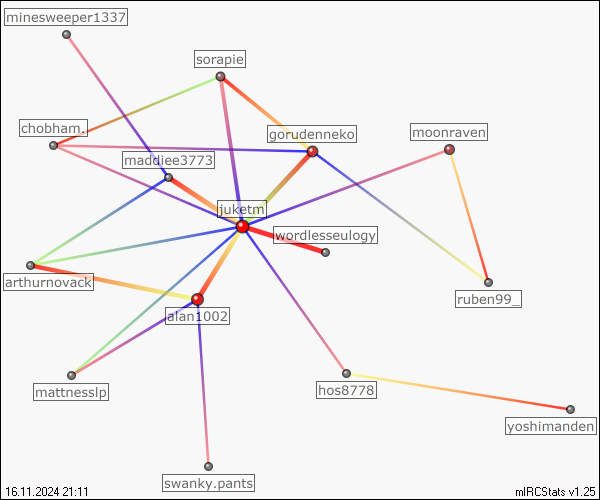 minesweeper1337
sorapie
chobham.
gorudenneko
moonraven
maddiee3773
juketm
wordlesseulogy
arthurnovack
ruben99_
alan1002
mattnesslp
hos8778
yoshimanden
swanky.pants
16.11.2024 21:11
mIRCStats v1.25